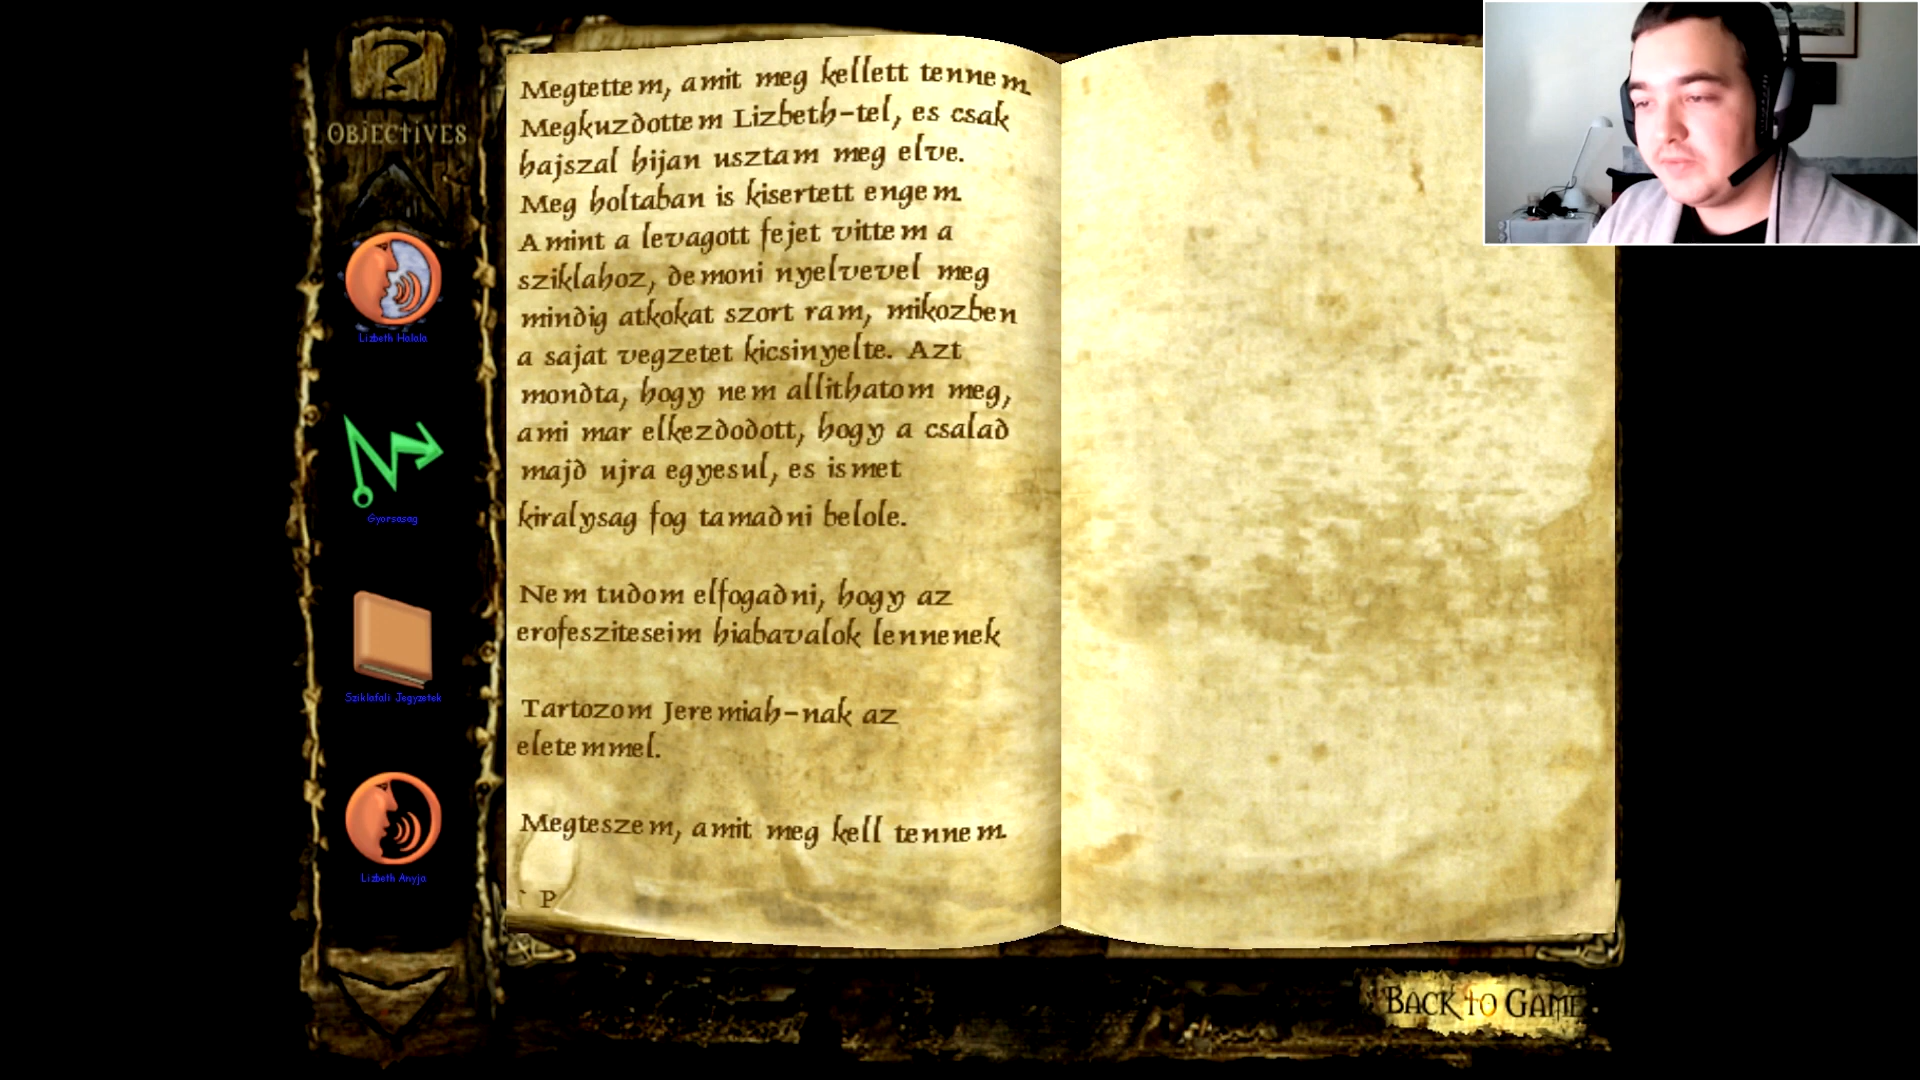 OBJECTIVES
Lizbeth Halala
Gyorsasag
Sziklafali Jegyzetek
Lizbeth Anyja
Megtettem, amit meg kellett tennem.
Megkuzdottem Lizbeth-tel, es csak
hajszal hijan usztam meg elve.
Meg holtaban is kisertett engem.
Amint a levagott fejet vittem a
sziklahoz, demoni nyelvevel meg
mindig atkokat szort ram, mikozben
a sajat vegzetet kicsinyelte. Azt
mondta, hogy nem allithatom meg,
ami mar elkezdodott, hogy a csalad
majd ujra egyesul, es ismet
kiralysag fog tamadni belole.
Nem tudom elfogadni, hogy az
erofesziteseim hiabavalok lennenek
Tartozom Jeremiah-nak az
eletemmel.
Megteszem, amit meg kell tennem.
` P
BACK TO GAME